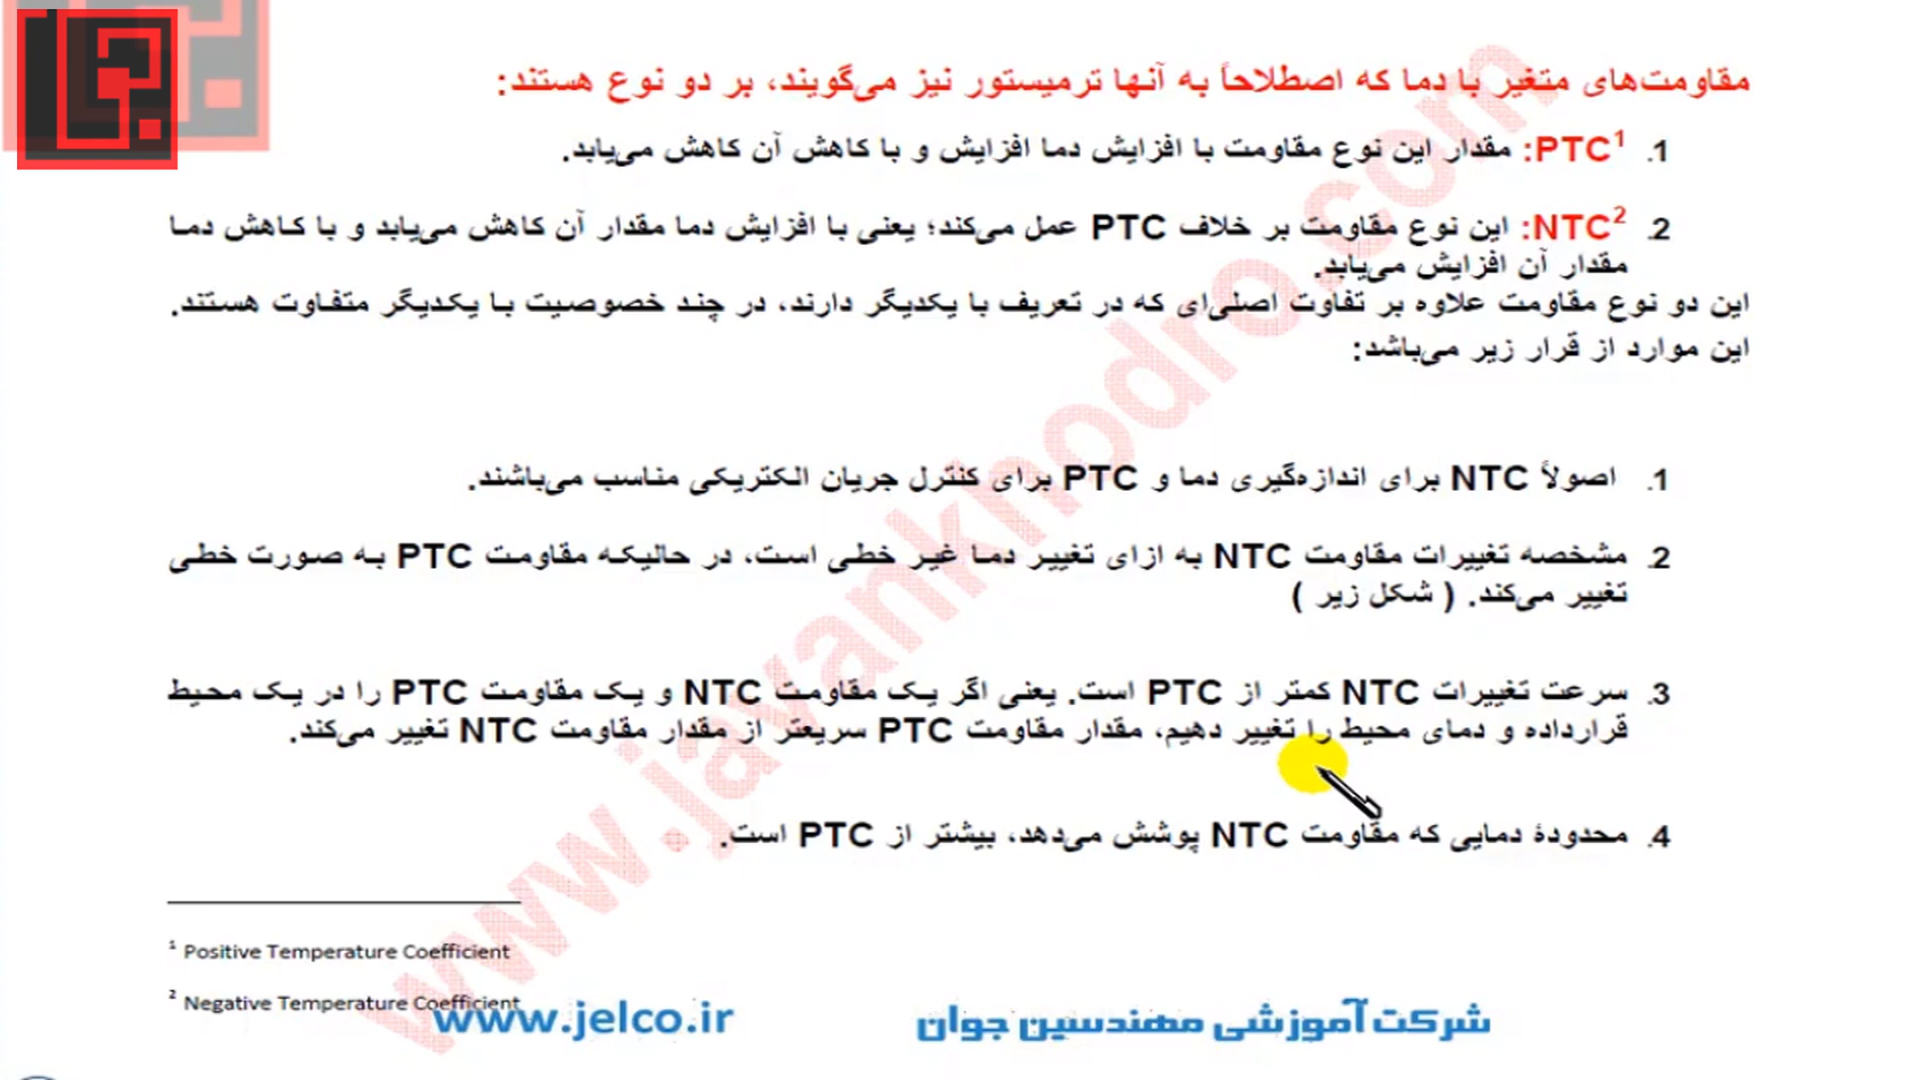 مقاومت‌های متغیر با دما که اصطلاحاً به آنها ترمیستور نیز می‌گویند، بر دو نوع هستند:
1. PTC¹: مقدار این نوع مقاومت با افزایش دما افزایش و با کاهش آن کاهش می‌یابد.
2. NTC²: این نوع مقاومت بر خلاف PTC عمل می‌کند؛ یعنی با افزایش دما مقدار آن کاهش می‌یابد و با کاهش دما
مقدار آن افزایش می‌یابد.
این دو نوع مقاومت علاوه بر تفاوت اصلی‌ای که در تعریف با یکدیگر دارند، در چند خصوصیت با یکدیگر متفاوت هستند.
این موارد از قرار زیر می‌باشد:
1. اصولاً NTC برای اندازه‌گیری دما و PTC برای کنترل جریان الکتریکی مناسب می‌باشند.
2. مشخصه تغییرات مقاومت NTC به ازای تغییر دما غیر خطی است، در حالیکه مقاومت PTC به صورت خطی
تغییر می‌کند. ( شکل زیر )
3. سرعت تغییرات NTC کمتر از PTC است. یعنی اگر یک مقاومت NTC و یک مقاومت PTC را در یک محیط
قرارداده و دمای محیط را تغییر دهیم، مقدار مقاومت PTC سریعتر از مقدار مقاومت NTC تغییر می‌کند.
4. محدودۀ دمایی که مقاومت NTC پوشش می‌دهد، بیشتر از PTC است.
¹ Positive Temperature Coefficient
² Negative Temperature Coefficient
www.jelco.ir
شرکت آموزشی مهندسین جوان
www.javankhodro.com